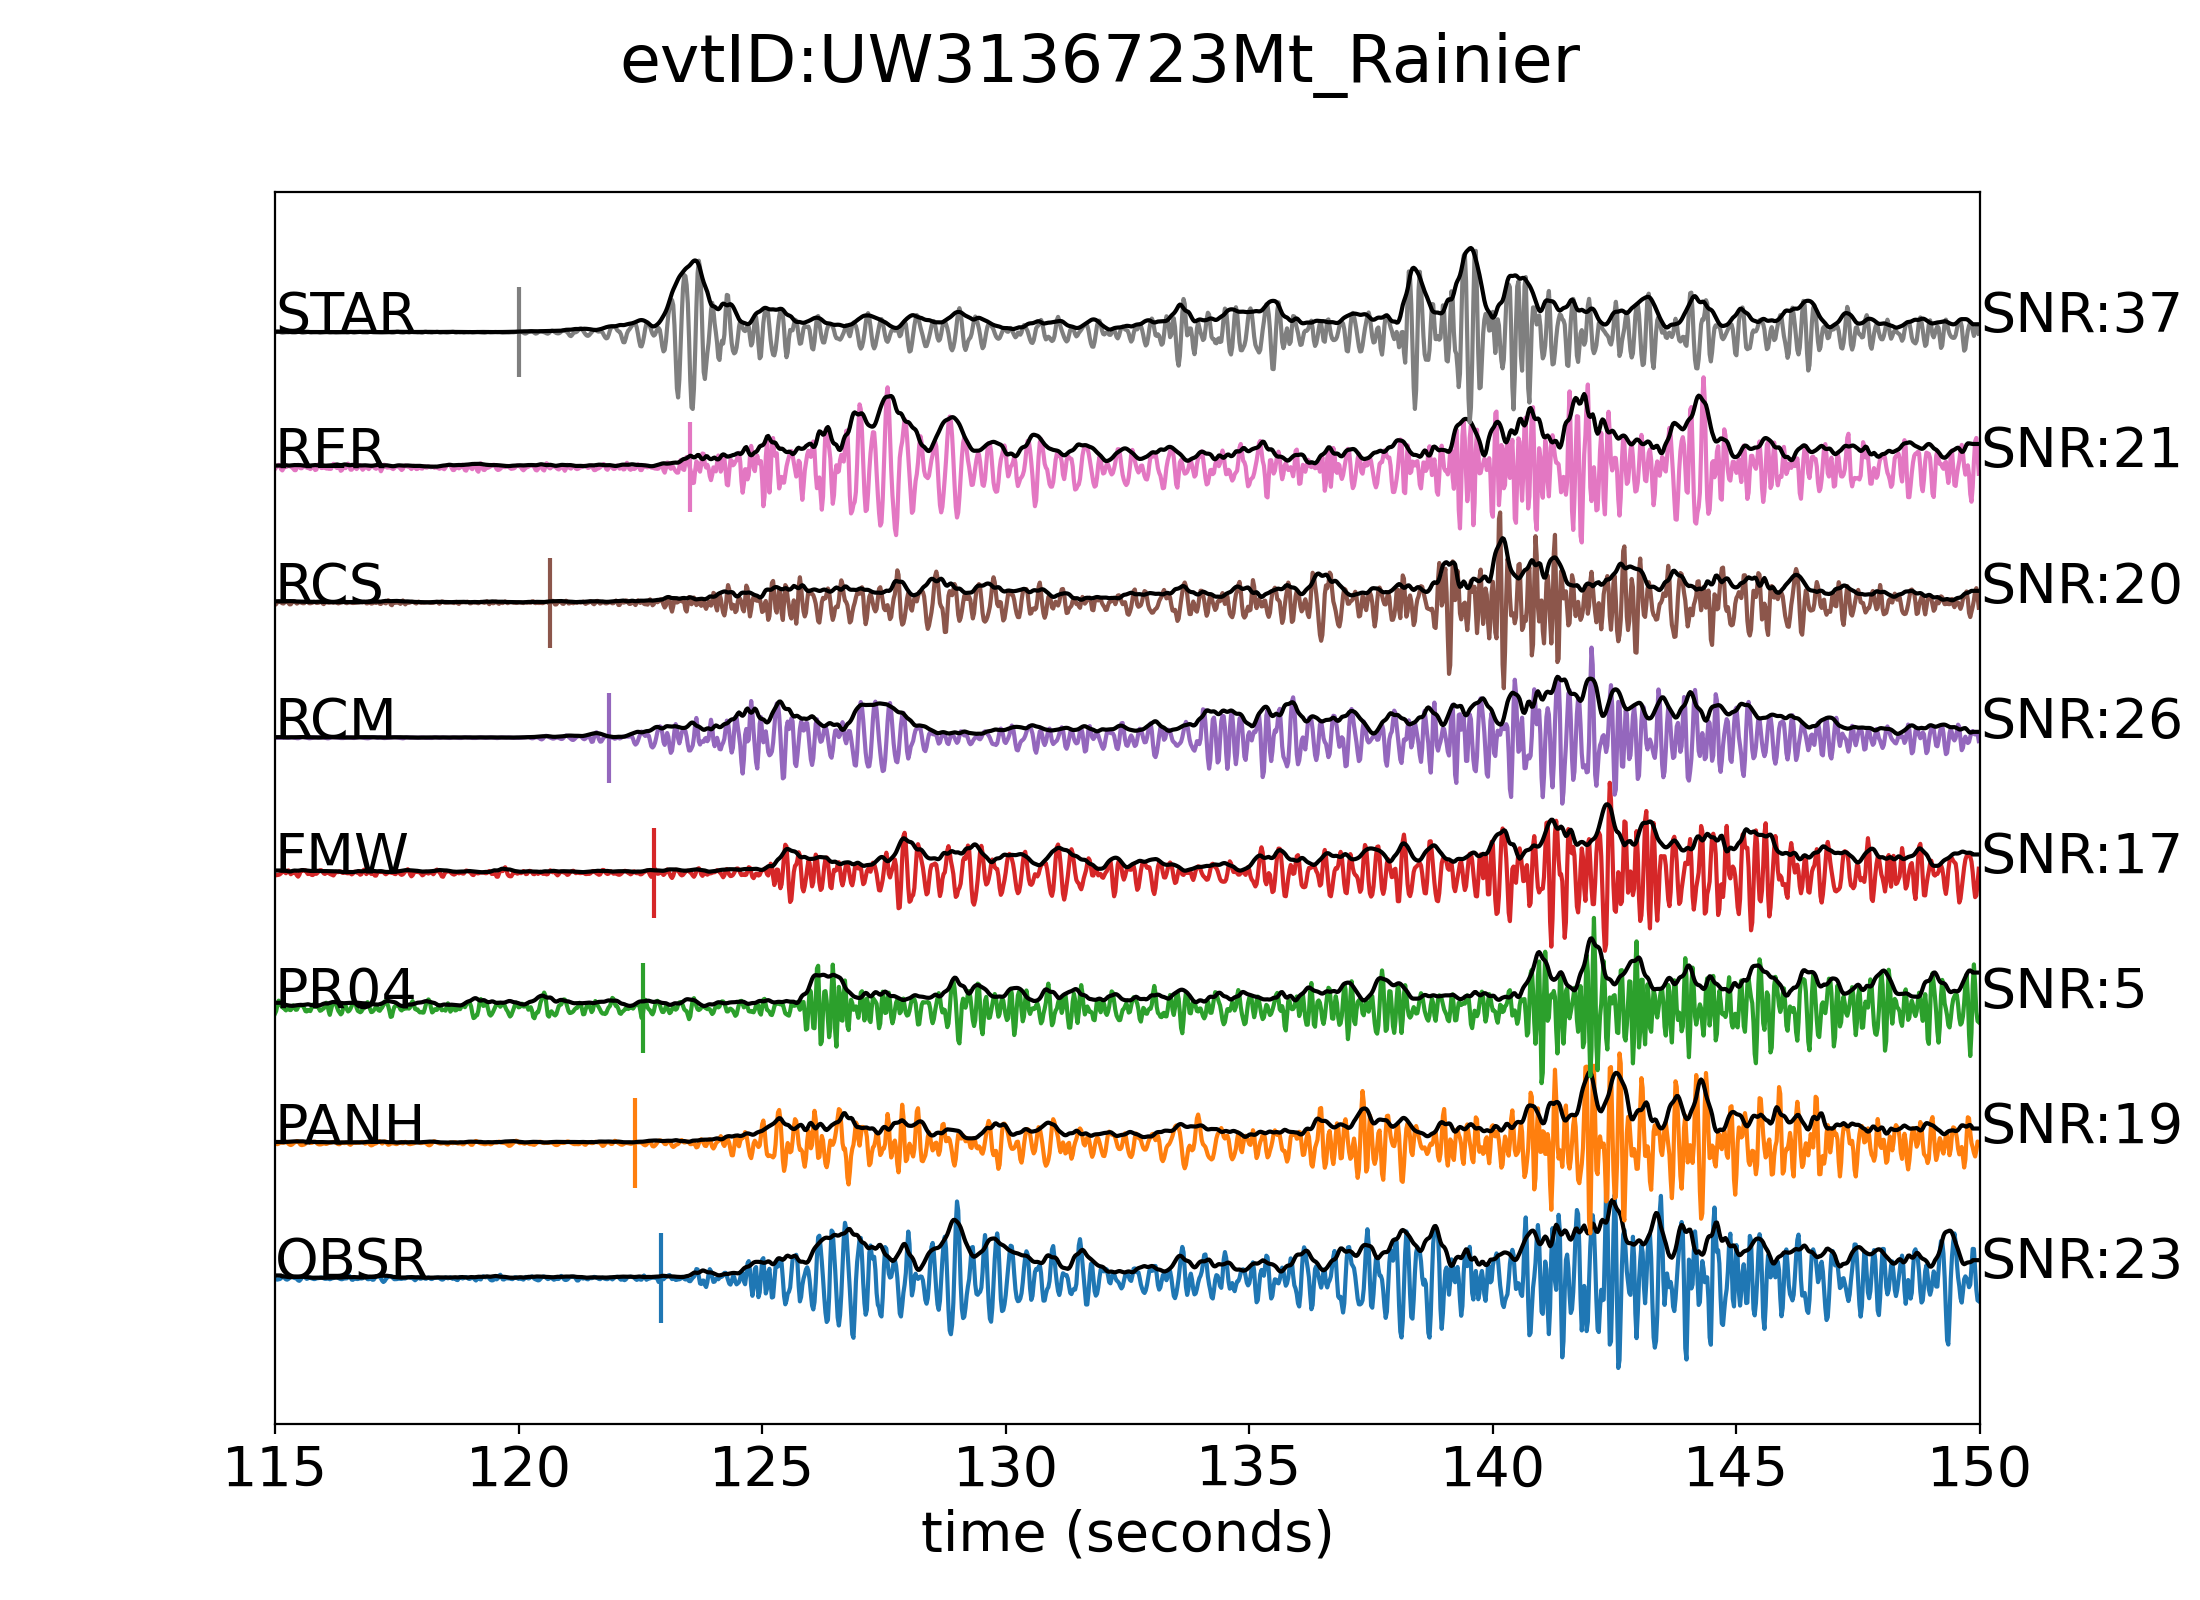 evtID:UW3136723Mt_Rainier
STAR SNR:37
RER SNR:21
RCS SNR:20
RCM SNR:26
FMW SNR:17
PR04 SNR:5
PANH SNR:19
OBSR SNR:23
115 120 125 130 135 140 145 150
time (seconds)